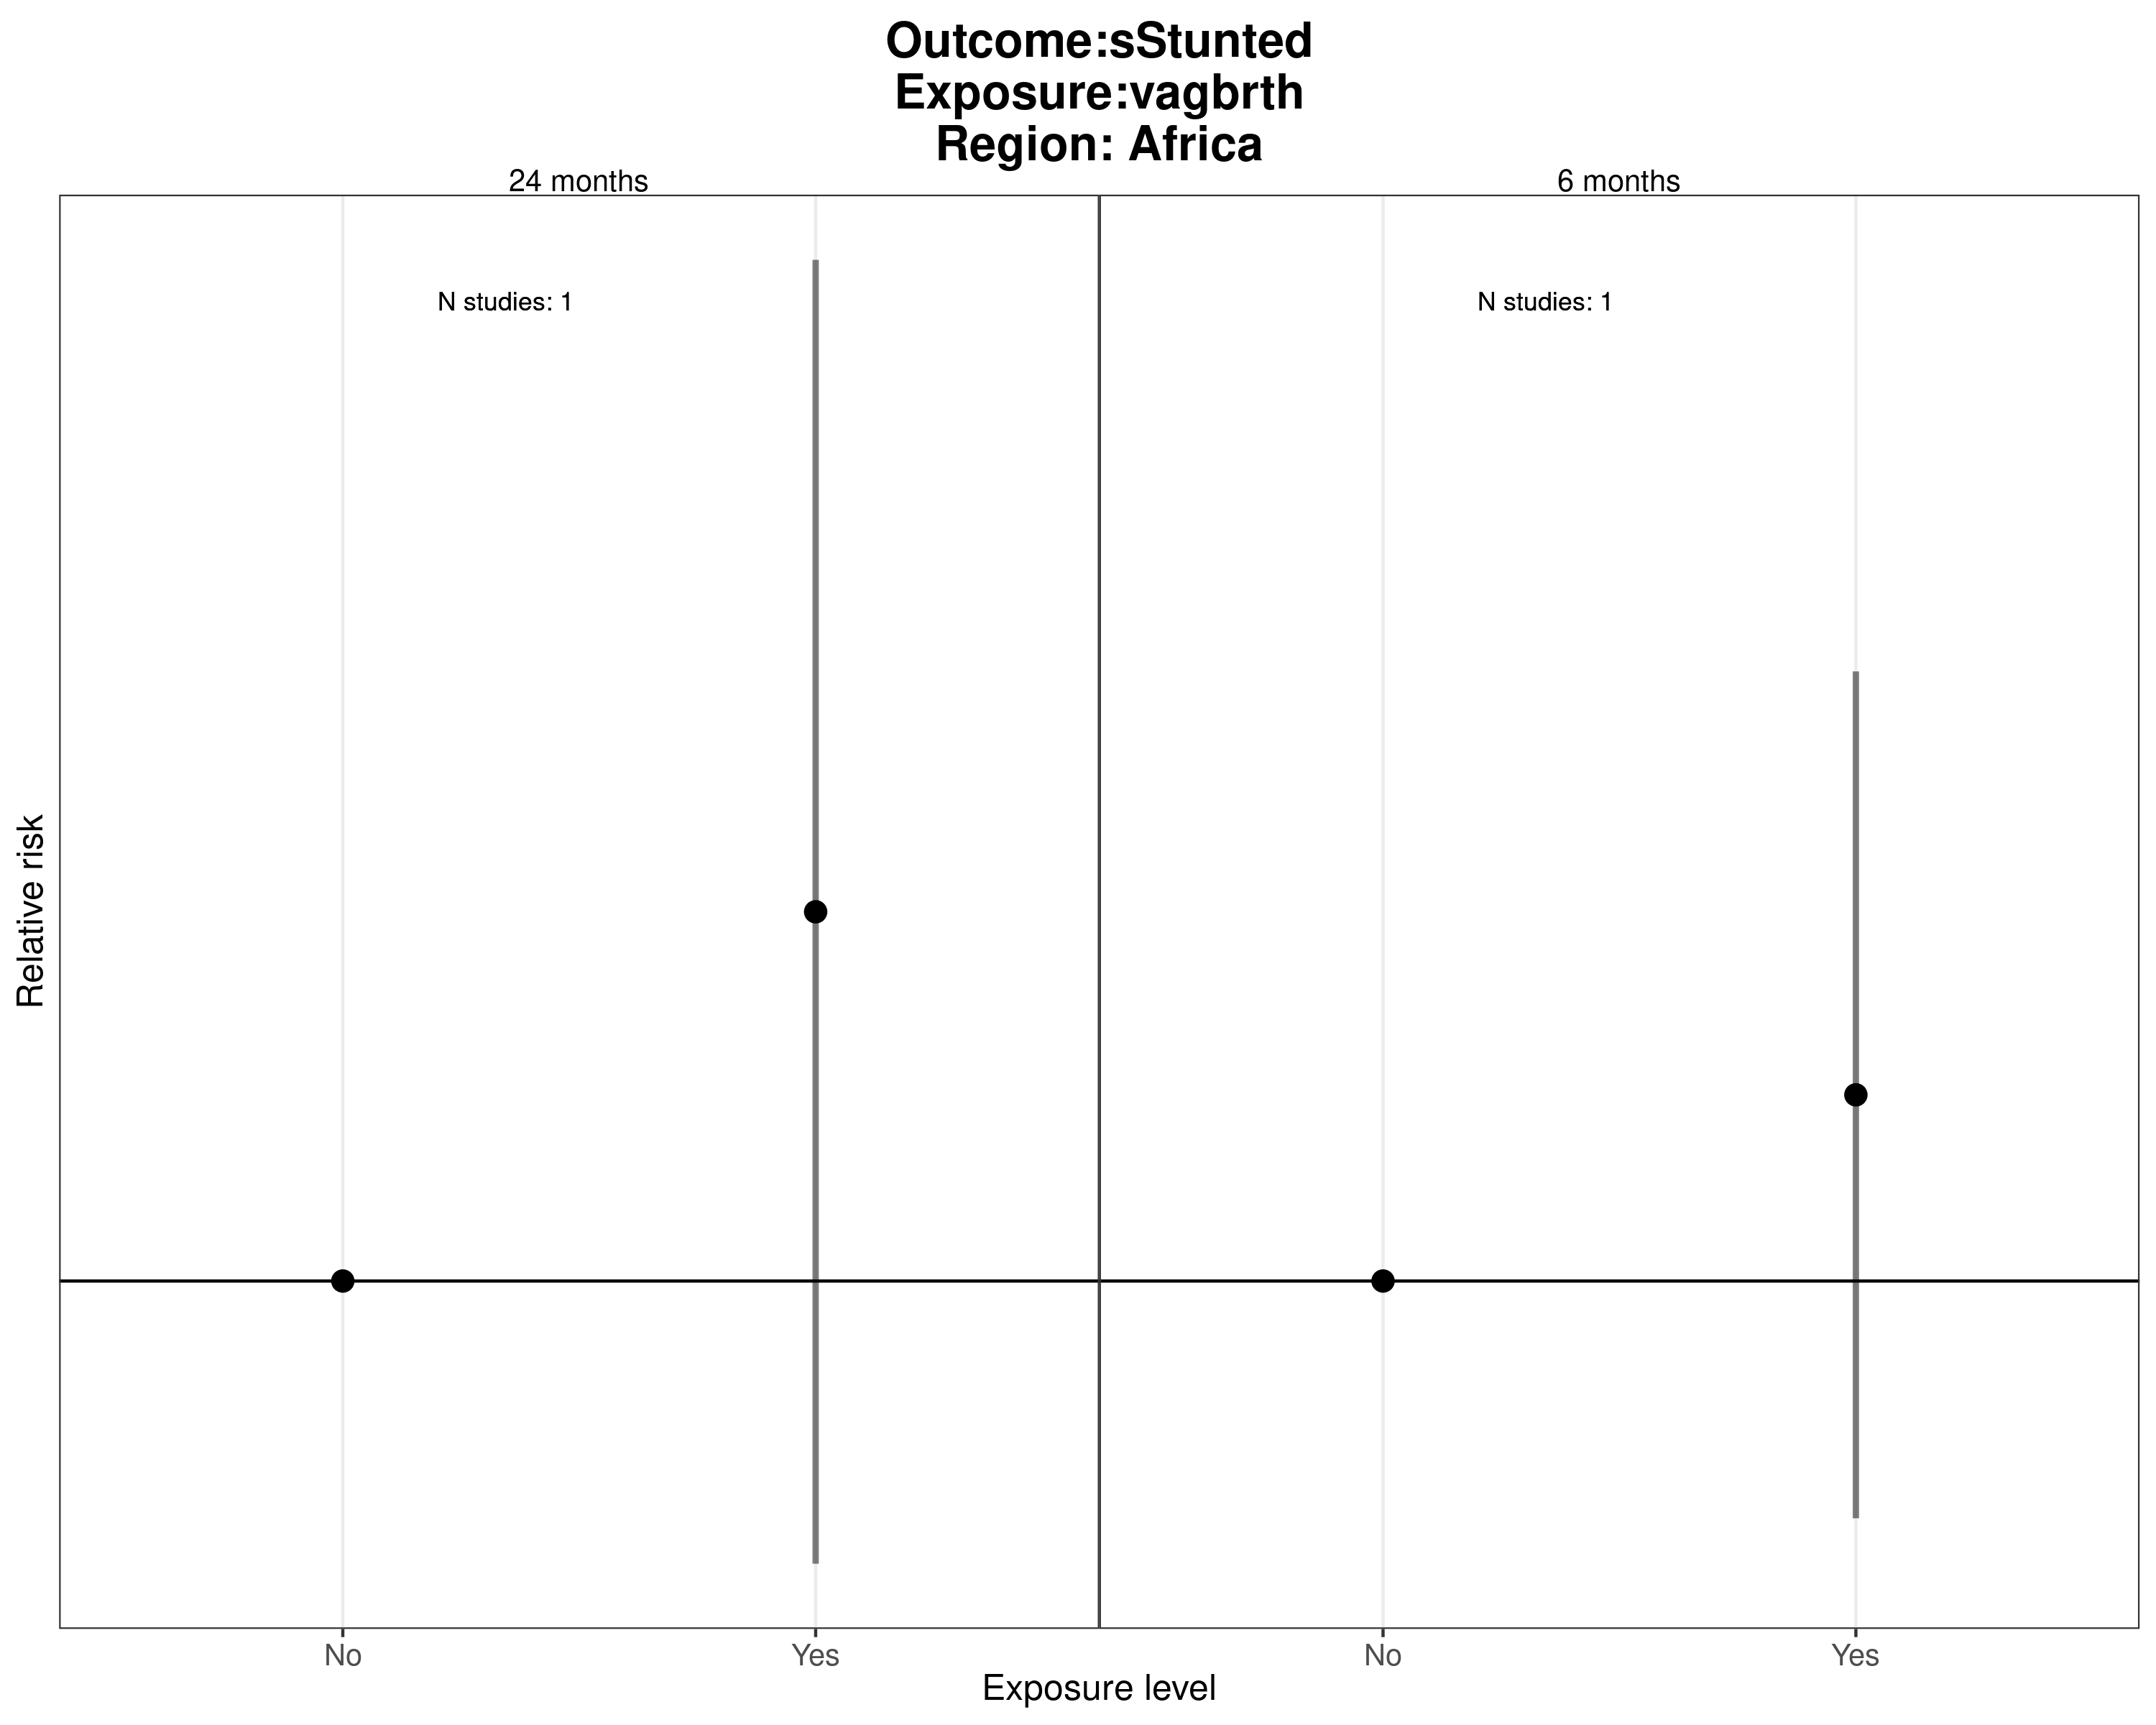 Outcome:sStunted
Exposure:vagbrth
Region: Africa
24 months
6 months
N studies: 1
N studies: 1
Relative risk
No
Yes
No
Yes
Exposure level